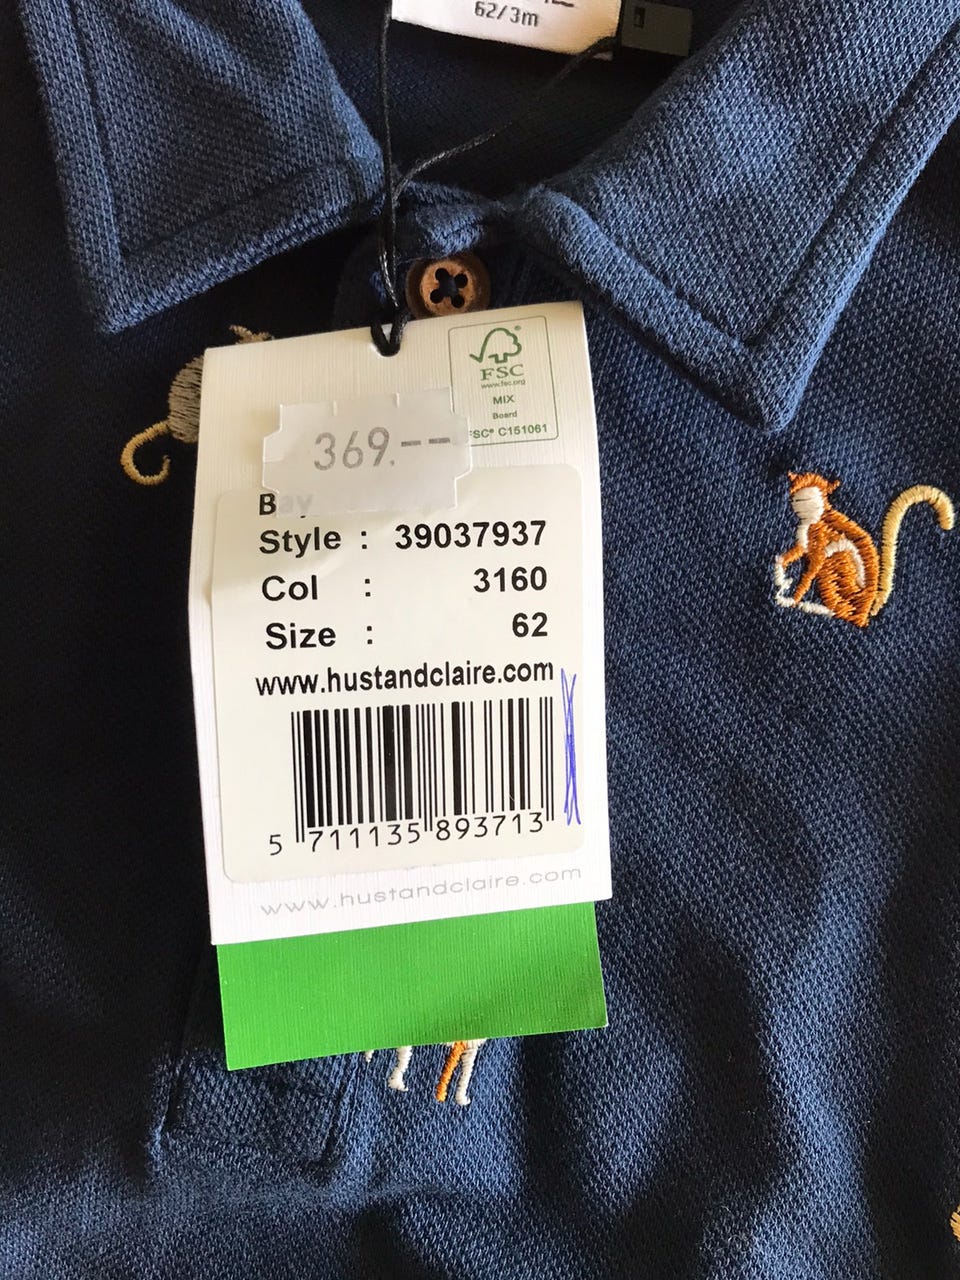 62/3m
FSC®
www.fsc.org
MIX
Board
FSC® C151061
369.--
Bay
Style : 39037937
Col : 3160
Size : 62
www.hustandclaire.com
5 711135 893713
www.hustandclaire.com